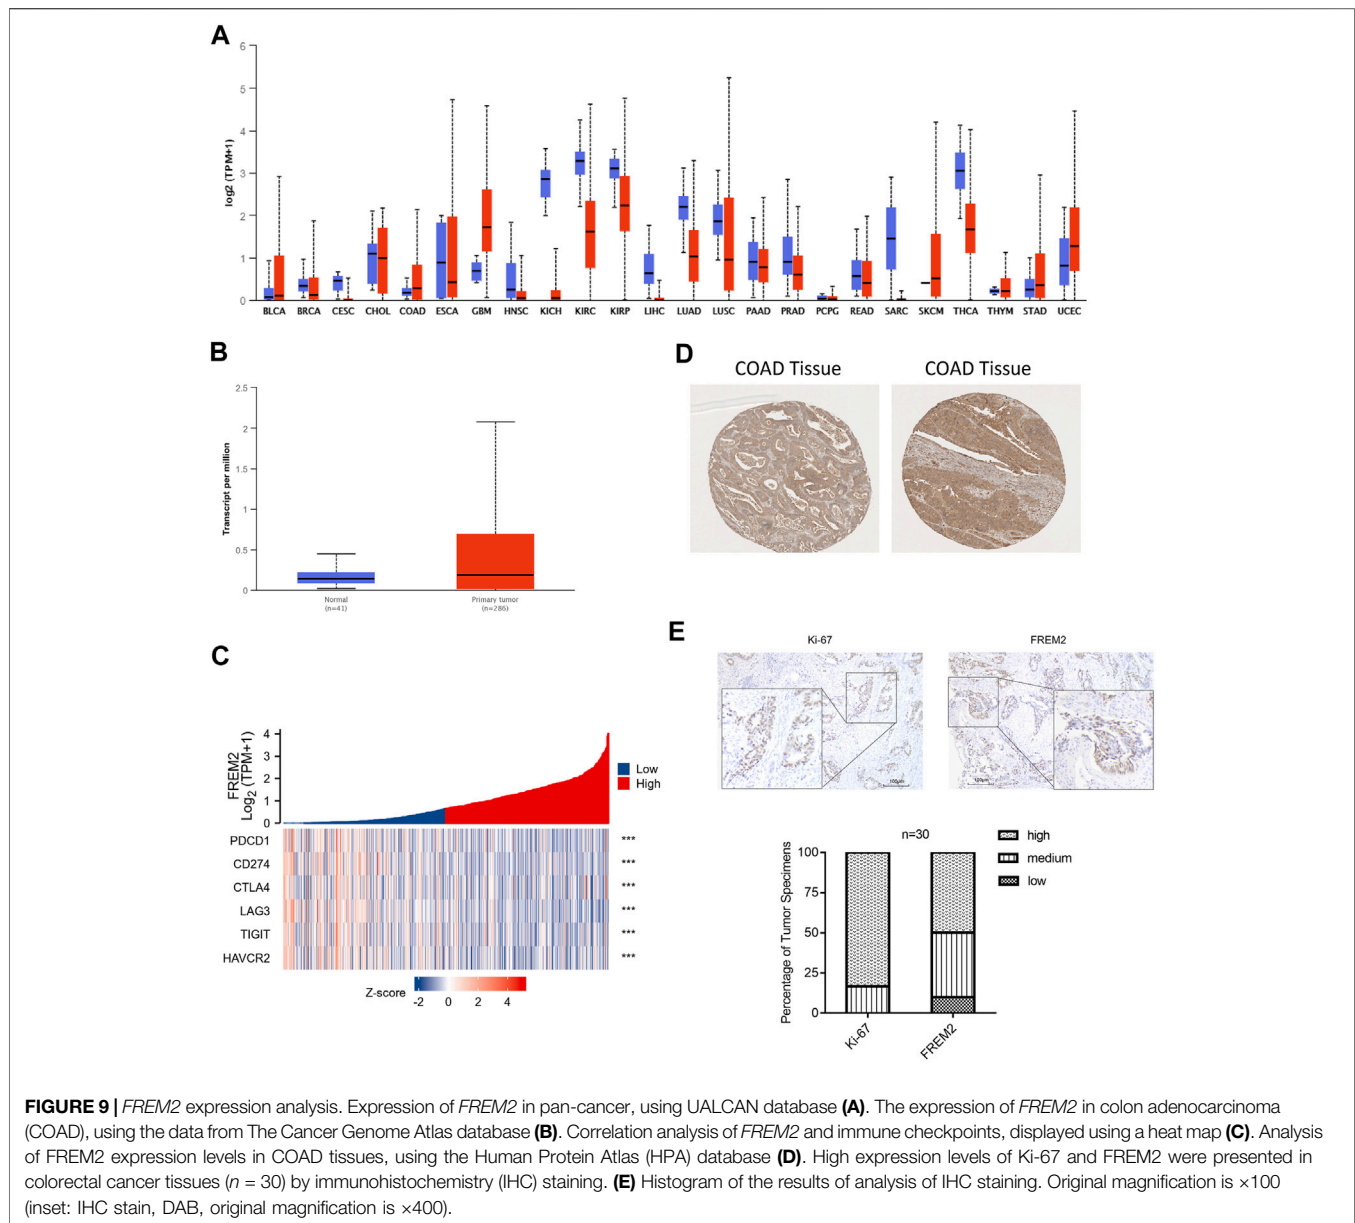 A
6
5
4
3
2
1
0
log2 (TPM+1)
BLCA BRCA CESC CHOL COAD ESCA GBM HNSC KICH KIRC KIRP LIHC LUAD LUSC PAAD PRAD PCPG READ SARC SKCM THCA THYM STAD UCEC
B
2.5
2
1.5
1
0.5
0
Transcript per million
Normal
(n=41)
Primary tumor
(n=286)
C
FREM2
Log2 (TPM+1)
4
3
2
1
0
Low
High
PDCD1 ***
CD274 ***
CTLA4 ***
LAG3 ***
TIGIT ***
HAVCR2 ***
Z-score
-2 0 2 4
D
COAD Tissue COAD Tissue
E
Ki-67 FREM2
100μm 100μm
n=30
high
medium
low
100
75
50
25
0
Percentage of Tumor Specimens
Ki-67 FREM2
FIGURE 9 | FREM2 expression analysis. Expression of FREM2 in pan-cancer, using UALCAN database (A). The expression of FREM2 in colon adenocarcinoma
(COAD), using the data from The Cancer Genome Atlas database (B). Correlation analysis of FREM2 and immune checkpoints, displayed using a heat map (C). Analysis
of FREM2 expression levels in COAD tissues, using the Human Protein Atlas (HPA) database (D). High expression levels of Ki-67 and FREM2 were presented in
colorectal cancer tissues (n = 30) by immunohistochemistry (IHC) staining. (E) Histogram of the results of analysis of IHC staining. Original magnification is ×100
(inset: IHC stain, DAB, original magnification is ×400).